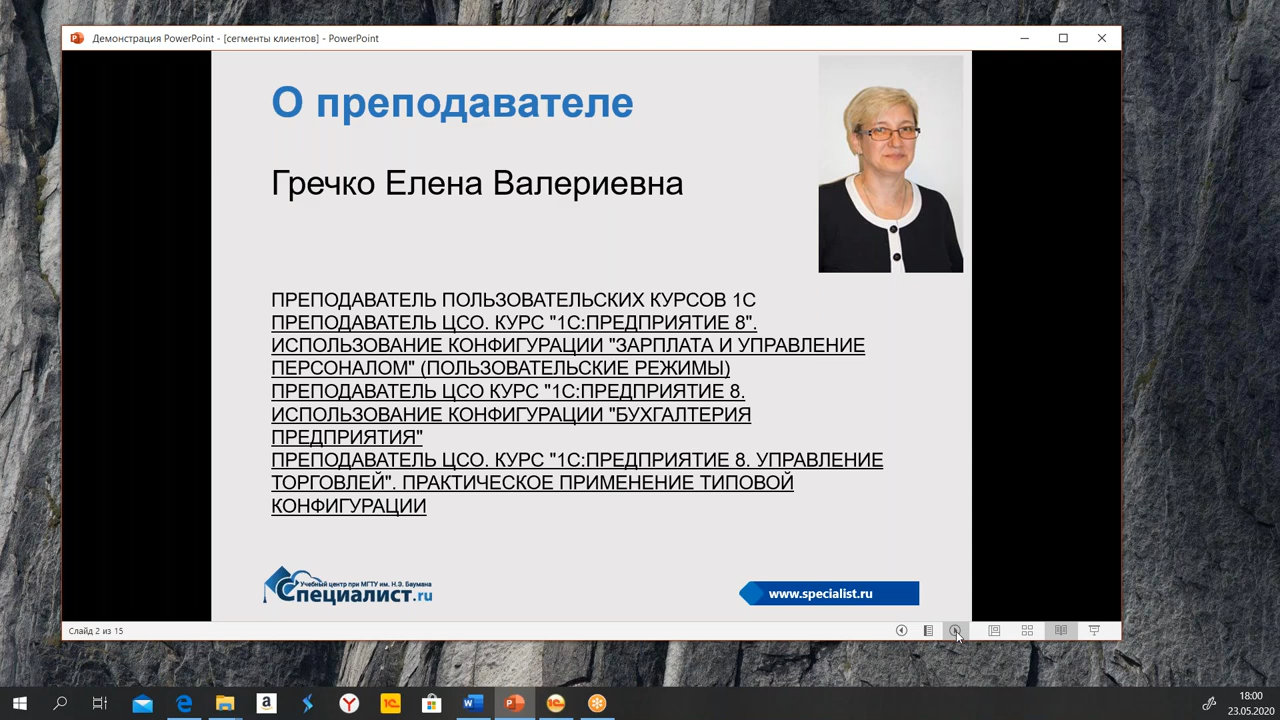 Демонстрация PowerPoint - [сегменты клиентов] - PowerPoint
О преподавателе
Гречко Елена Валериевна
ПРЕПОДАВАТЕЛЬ ПОЛЬЗОВАТЕЛЬСКИХ КУРСОВ 1С
ПРЕПОДАВАТЕЛЬ ЦСО. КУРС "1С:ПРЕДПРИЯТИЕ 8".
ИСПОЛЬЗОВАНИЕ КОНФИГУРАЦИИ "ЗАРПЛАТА И УПРАВЛЕНИЕ
ПЕРСОНАЛОМ" (ПОЛЬЗОВАТЕЛЬСКИЕ РЕЖИМЫ)
ПРЕПОДАВАТЕЛЬ ЦСО КУРС "1С:ПРЕДПРИЯТИЕ 8.
ИСПОЛЬЗОВАНИЕ КОНФИГУРАЦИИ "БУХГАЛТЕРИЯ
ПРЕДПРИЯТИЯ"
ПРЕПОДАВАТЕЛЬ ЦСО. КУРС "1С:ПРЕДПРИЯТИЕ 8. УПРАВЛЕНИЕ
ТОРГОВЛЕЙ". ПРАКТИЧЕСКОЕ ПРИМЕНЕНИЕ ТИПОВОЙ
КОНФИГУРАЦИИ
Учебный центр при МГТУ им. Н.Э. Баумана
Специалист.ru
www.specialist.ru
Слайд 2 из 15
18:00
23.05.2020